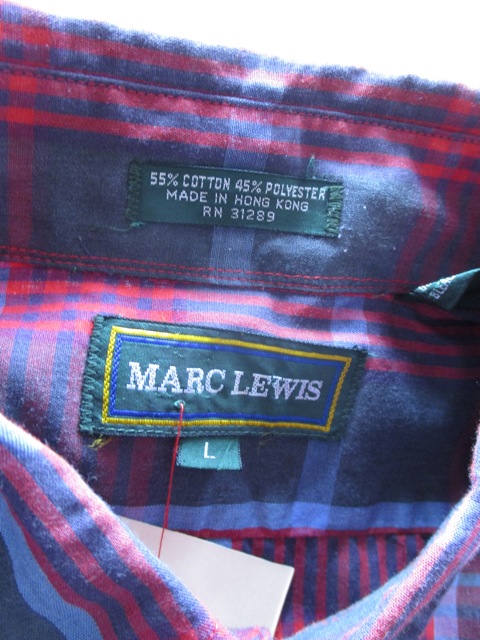 55% COTTON 45% POLYESTER
MADE IN HONG KONG
RN 31289
MARC LEWIS
L